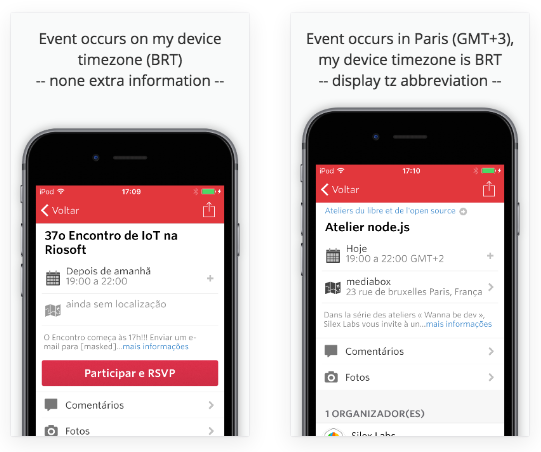 Event occurs on my device
timezone (BRT)
-- none extra information --
iPod
17:09
Voltar
37o Encontro de IoT na
Riosoft
Depois de amanhã
19:00 a 22:00
ainda sem localização
O Encontro começa às 17h!!! Enviar um e-
mail para [masked]...mais informações
Participar e RSVP
Comentários
Fotos
Event occurs in Paris (GMT+3),
my device timezone is BRT
-- display tz abbreviation --
iPod
17:10
Voltar
Ateliers du libre et de l'open source
Atelier node.js
Hoje
19:00 a 22:00 GMT+2
mediabox
23 rue de bruxelles Paris, França
Dans la série des ateliers « Wanna be dev »,
Silex Labs vous invite à un...mais informações
Comentários
Fotos
1 ORGANIZADOR(ES)
Silex Labs